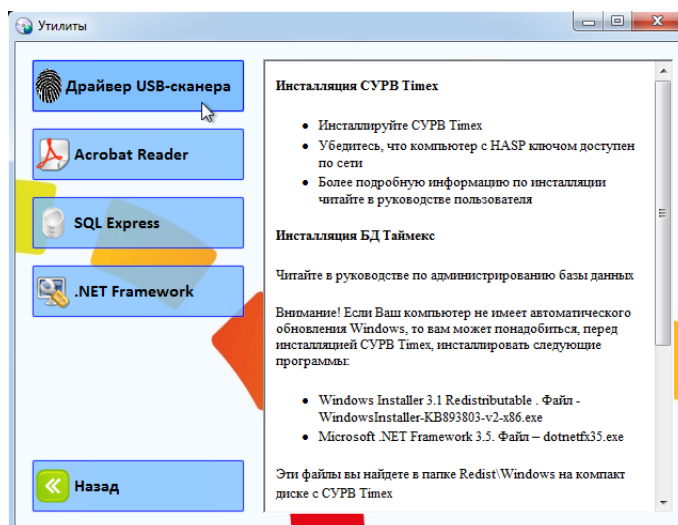 Утилиты
Драйвер USB-сканера
Acrobat Reader
SQL Express
.NET Framework
Назад
Инсталляция СУРВ Timex
Инсталлируйте СУРВ Timex
Убедитесь, что компьютер с HASP ключом доступен
по сети
Более подробную информацию по инсталляции
читайте в руководстве пользователя
Инсталляция БД Таймекс
Читайте в руководстве по администрированию базы данных
Внимание! Если Ваш компьютер не имеет автоматического
обновления Windows, то вам может понадобиться, перед
инсталляцией СУРВ Timex, инсталлировать следующие
программы:
Windows Installer 3.1 Redistributable . Файл -
WindowsInstaller-KB893803-v2-x86.exe
Microsoft .NET Framework 3.5. Файл – dotnetfx35.exe
Эти файлы вы найдете в папке Redist\Windows на компакт
диске с СУРВ Timex